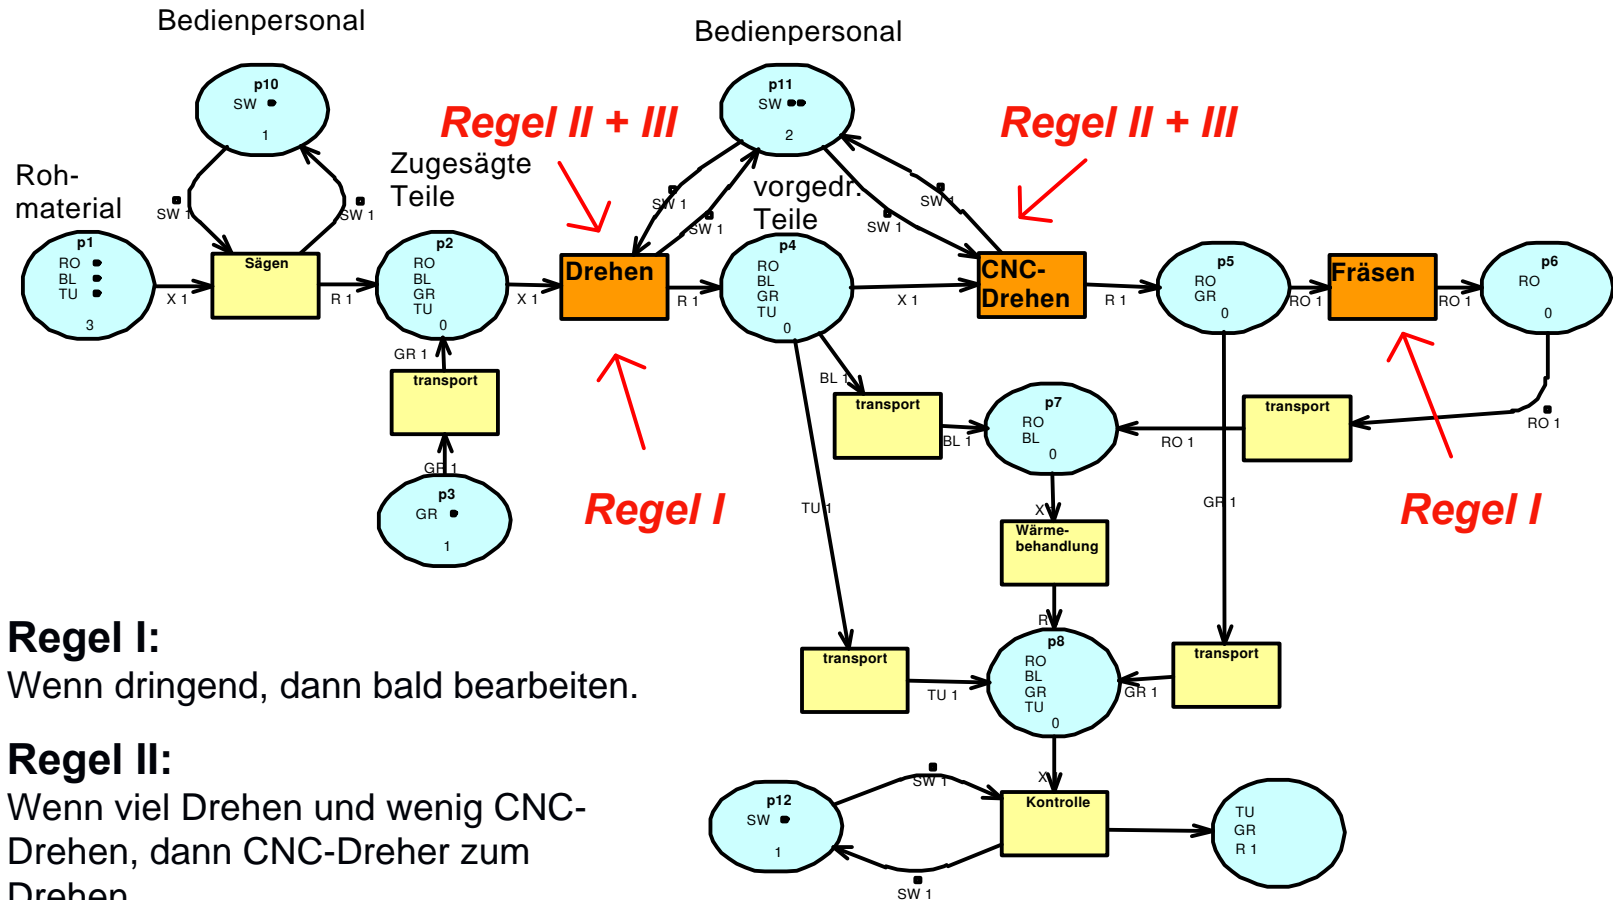 Bedienpersonal
Bedienpersonal
p10
SW
1
p11
SW
2
Regel II + III
Regel II + III
Roh-
material
Zugesägte
Teile
vorgedr.
Teile
SW 1
SW 1
SW 1
SW 1
SW 1
SW 1
p1
RO
BL
TU
3
X 1
Sägen
R 1
p2
RO
BL
GR
TU
0
X 1
Drehen
R 1
p4
RO
BL
GR
TU
0
X 1
CNC-
Drehen
R 1
p5
RO
GR
0
RO 1
Fräsen
RO 1
p6
RO
0
GR 1
transport
GR 1
p3
GR
1
BL 1
transport
BL 1
p7
RO
BL
0
RO 1
transport
RO 1
Regel I
Regel I
TU 1
GR 1
X
Wärme-
behandlung
R
transport
TU 1
p8
RO
BL
GR
TU
0
GR 1
transport
Regel I:
Wenn dringend, dann bald bearbeiten.
Regel II:
Wenn viel Drehen und wenig CNC-
Drehen, dann CNC-Dreher zum
Drehen
p12
SW
1
SW 1
X
Kontrolle
SW 1
TU
GR
R 1